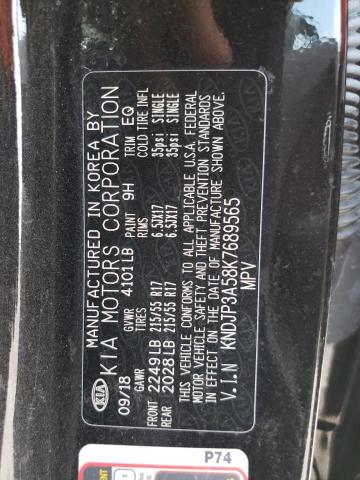 MANUFACTURED IN KOREA BY
KIA KIA MOTORS CORPORATION
09/18 GVWR 4101LB PAINT 9H TRIM EQ
GAWR TIRES RIMS COLD TIRE INFL
FRONT 2249LB 215/55 R17 6.5JX17 35psi SINGLE
REAR 2028LB 215/55 R17 6.5JX17 33psi SINGLE
THIS VEHICLE CONFORMS TO ALL APPLICABLE U.S.A. FEDERAL
MOTOR VEHICLE SAFETY AND THEFT PREVENTION STANDARDS
IN EFFECT ON THE DATE OF MANUFACTURE SHOWN ABOVE.
V.I.N KNDJP3A58K7689565
MPV
P74